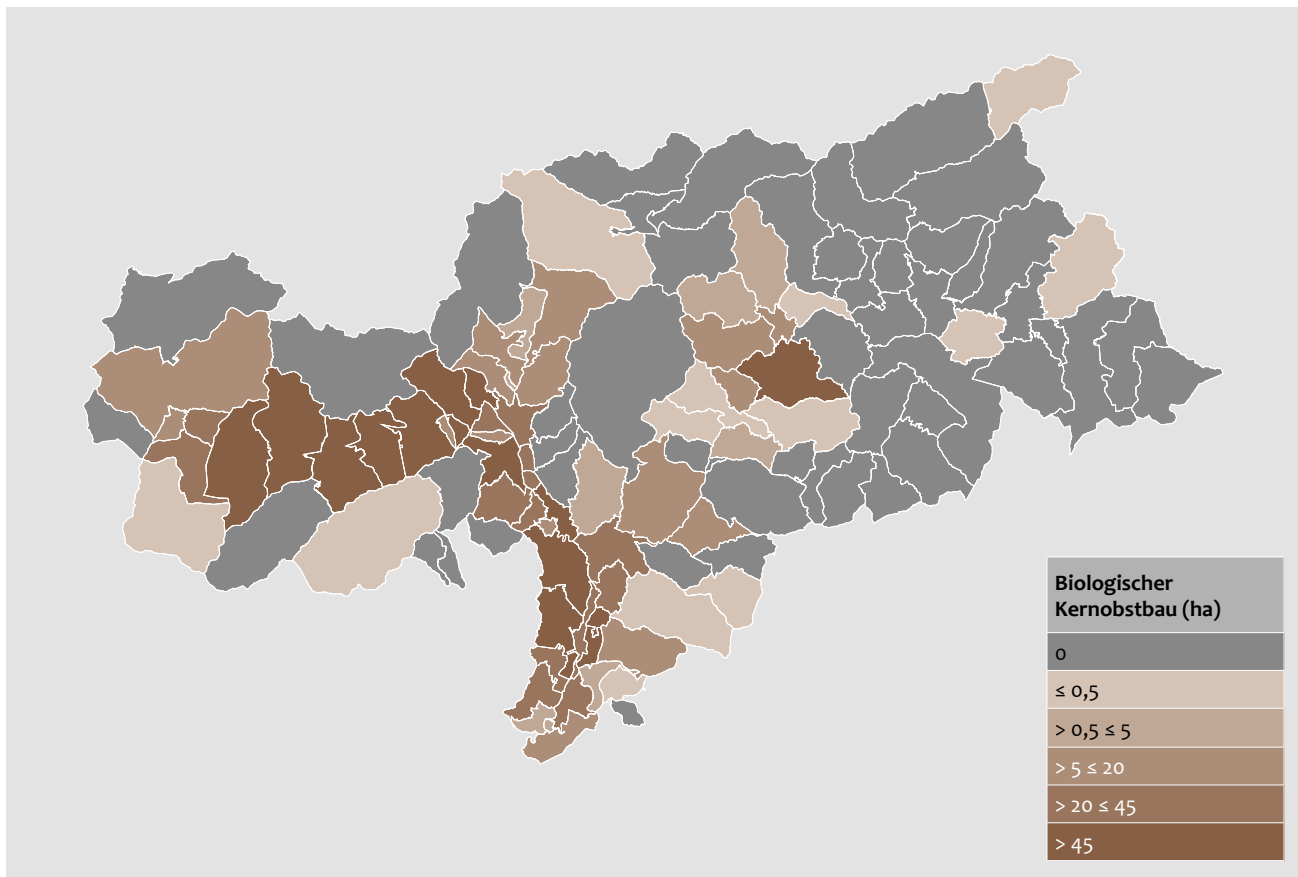 Biologischer
Kernobstbau (ha)
0
≤ 0,5
> 0,5 ≤ 5
> 5 ≤ 20
> 20 ≤ 45
> 45